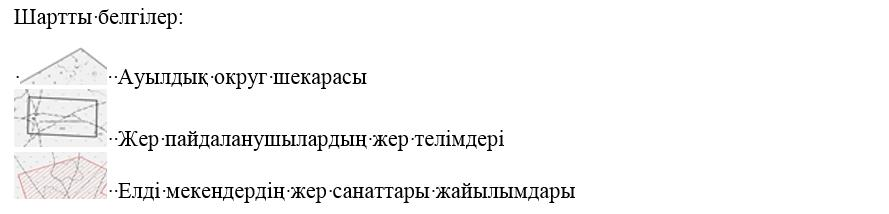 Шартты·белгілер:
· ··Ауылдық·округ·шекарасы
··Жер·пайдаланушылардың·жер·телімдері
··Елді·мекендердің·жер·санаттары·жайылымдары